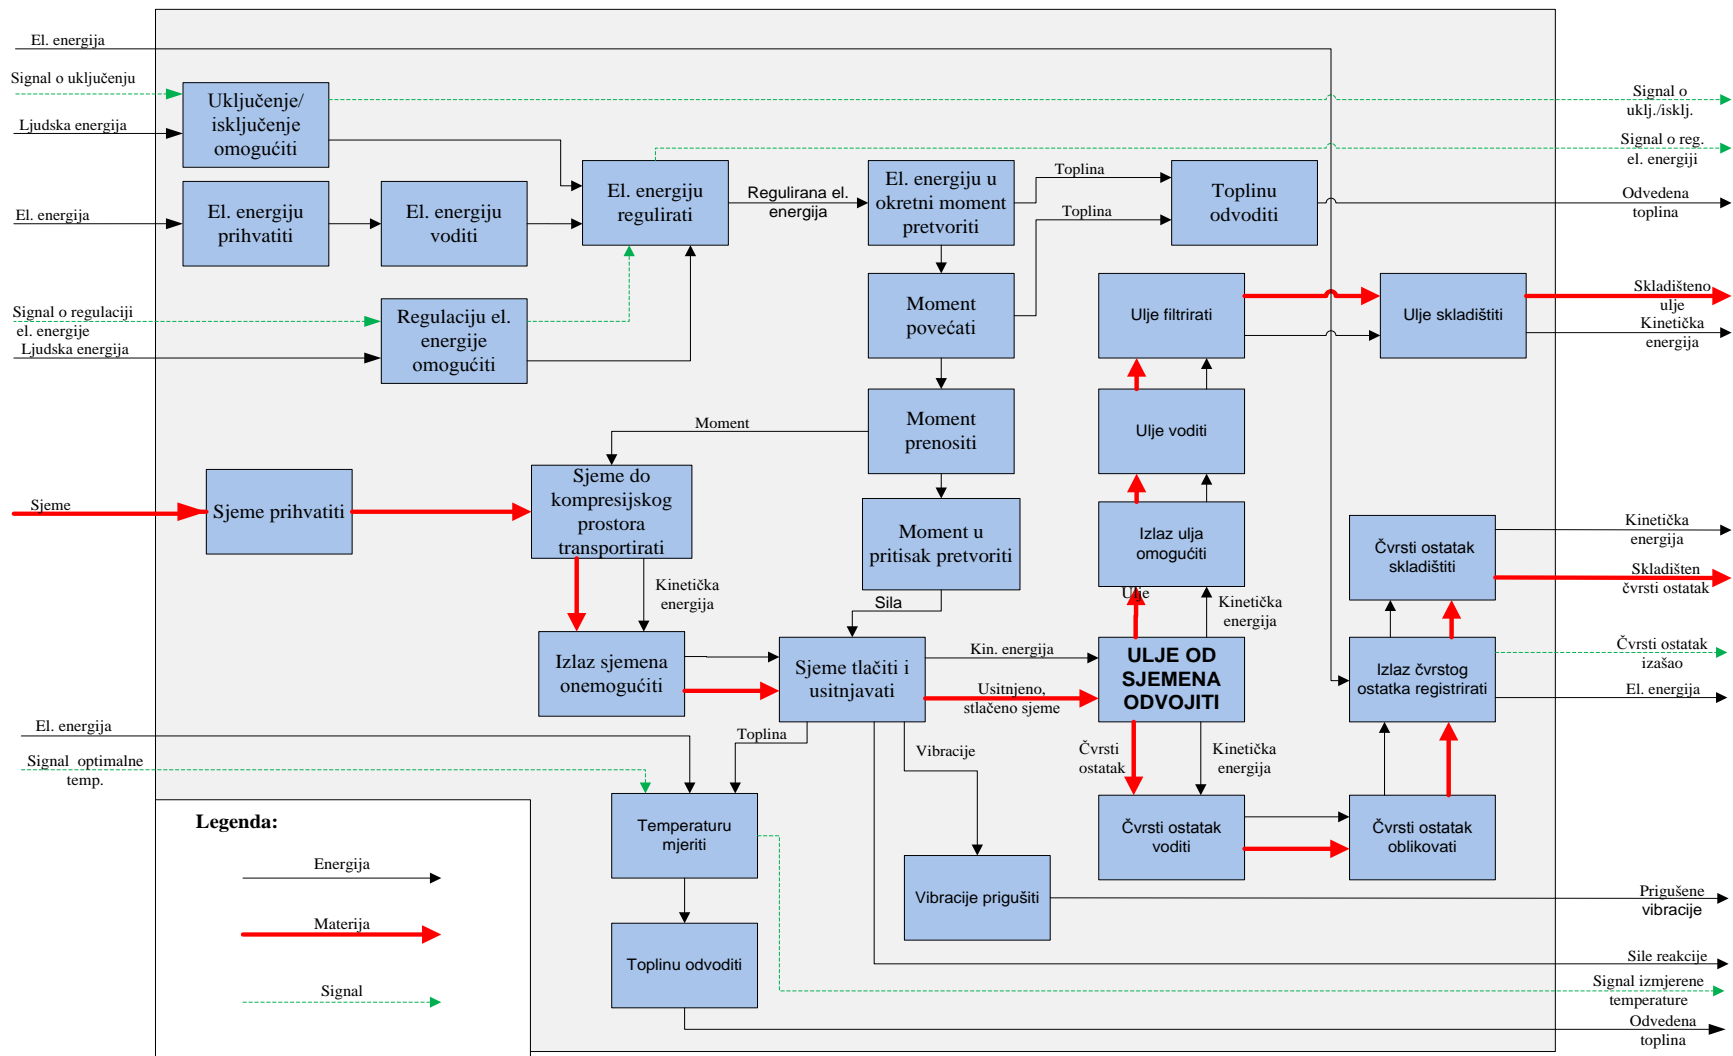 El. energija
Signal o uključenju
Ljudska energija
Uključenje/
isključenje
omogućiti
Signal o
uklj./isklj.
Signal o reg.
el. energiji
El. energija
El. energiju
prihvatiti
El. energiju
voditi
El. energiju
regulirati
Regulirana el.
energija
El. energiju u
okretni moment
pretvoriti
Toplina
Toplina
Toplinu
odvoditi
Odvedena
toplina
Signal o regulaciji
el. energije
Ljudska energija
Regulaciju el.
energije
omogućiti
Moment
povećati
Ulje filtrirati
Ulje skladištiti
Skladišteno
ulje
Kinetička
energija
Moment
Moment
prenositi
Ulje voditi
Sjeme
Sjeme prihvatiti
Sjeme do
kompresijskog
prostora
transportirati
Moment u
pritisak pretvoriti
Izlaz ulja
omogućiti
Čvrsti ostatak
skladištiti
Kinetička
energija
Skladišten
čvrsti ostatak
Kinetička
energija
Sila
Ulje
Kinetička
energija
Izlaz sjemena
onemogućiti
Sjeme tlačiti i
usitnjavati
Kin. energija
Usitnjeno,
stlačeno sjeme
ULJE OD
SJEMENA
ODVOJITI
Izlaz čvrstog
ostatka registrirati
Čvrsti ostatak
izašao
El. energija
El. energija
Signal optimalne
temp.
Toplina
Vibracije
Čvrsti
ostatak
Kinetička
energija
Temperaturu
mjeriti
Čvrsti ostatak
voditi
Čvrsti ostatak
oblikovati
Vibracije prigušiti
Prigušene
vibracije
Toplinu odvoditi
Sile reakcije
Signal izmjerene
temperature
Odvedena
toplina
Legenda:
Energija
Materija
Signal